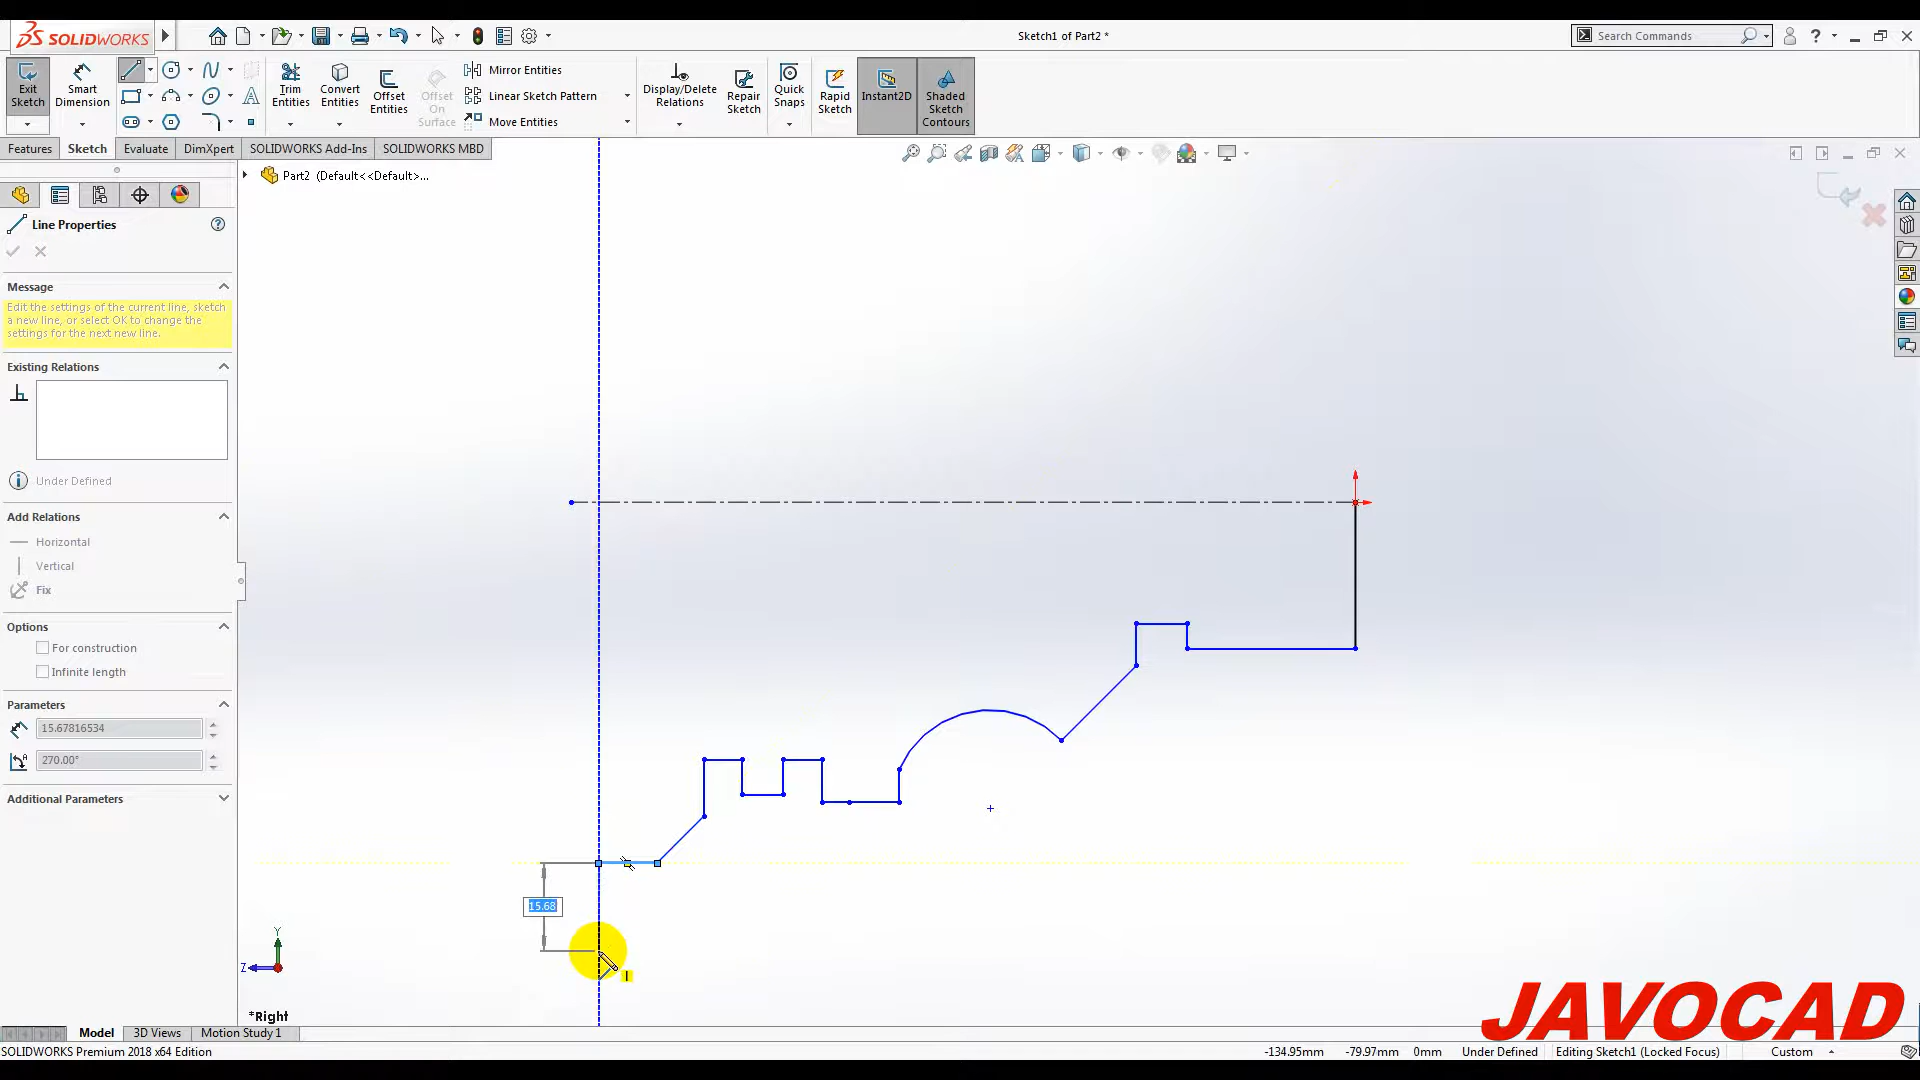 SOLIDWORKS
Sketch1 of Part2 *
Search Commands
Exit Sketch
Smart Dimension
Trim Entities
Convert Entities
Offset Entities
Offset On Surface
Mirror Entities
Linear Sketch Pattern
Move Entities
Display/Delete Relations
Repair Sketch
Quick Snaps
Rapid Sketch
Instant2D
Shaded Sketch Contours
Features
Sketch
Evaluate
DimXpert
SOLIDWORKS Add-Ins
SOLIDWORKS MBD
Part2 (Default<<Default>...
Line Properties
Message
Edit the settings of the current line, sketch
a new line, or select OK to change the
settings for the next new line.
Existing Relations
Under Defined
Add Relations
Horizontal
Vertical
Fix
Options
For construction
Infinite length
Parameters
15.67816534
270.00°
Additional Parameters
15.68
Y
Z
*Right
Model
3D Views
Motion Study 1
JAVOCAD
SOLIDWORKS Premium 2018 x64 Edition
-134.95mm
-79.97mm
0mm
Under Defined
Editing Sketch1 (Locked Focus)
Custom